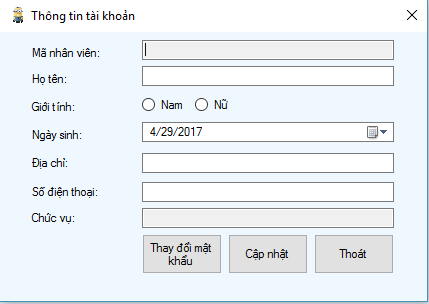 Thông tin tài khoản
Mã nhân viên:
Họ tên:
Giới tính: Nam Nữ
Ngày sinh: 4/29/2017
Địa chỉ:
Số điện thoại:
Chức vụ:
Thay đổi mật
khẩu
Cập nhật
Thoát